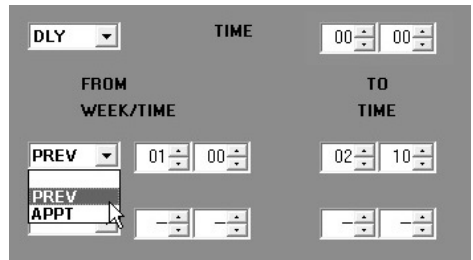 DLY TIME 00 00
FROM TO
WEEK/TIME TIME
PREV 01 00 02 10
PREV
APPT
– – – –